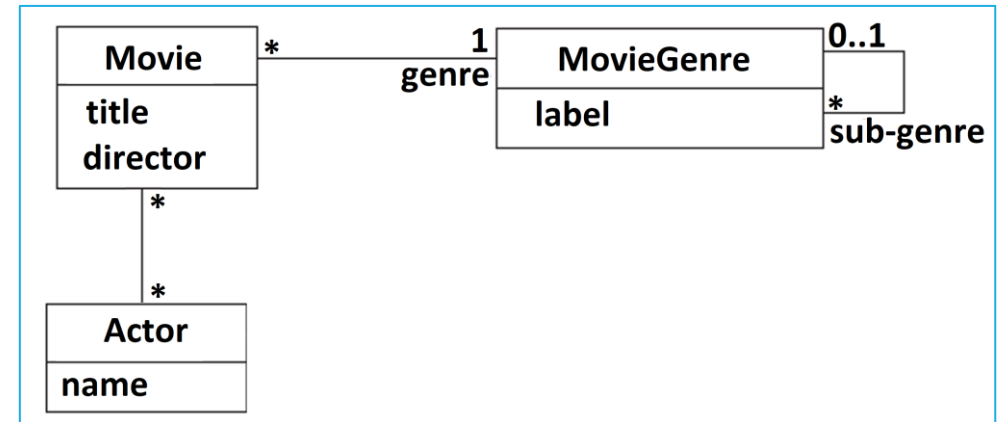 Movie
title
director
*
1
genre
MovieGenre
label
0..1
*
sub-genre
*
*
Actor
name